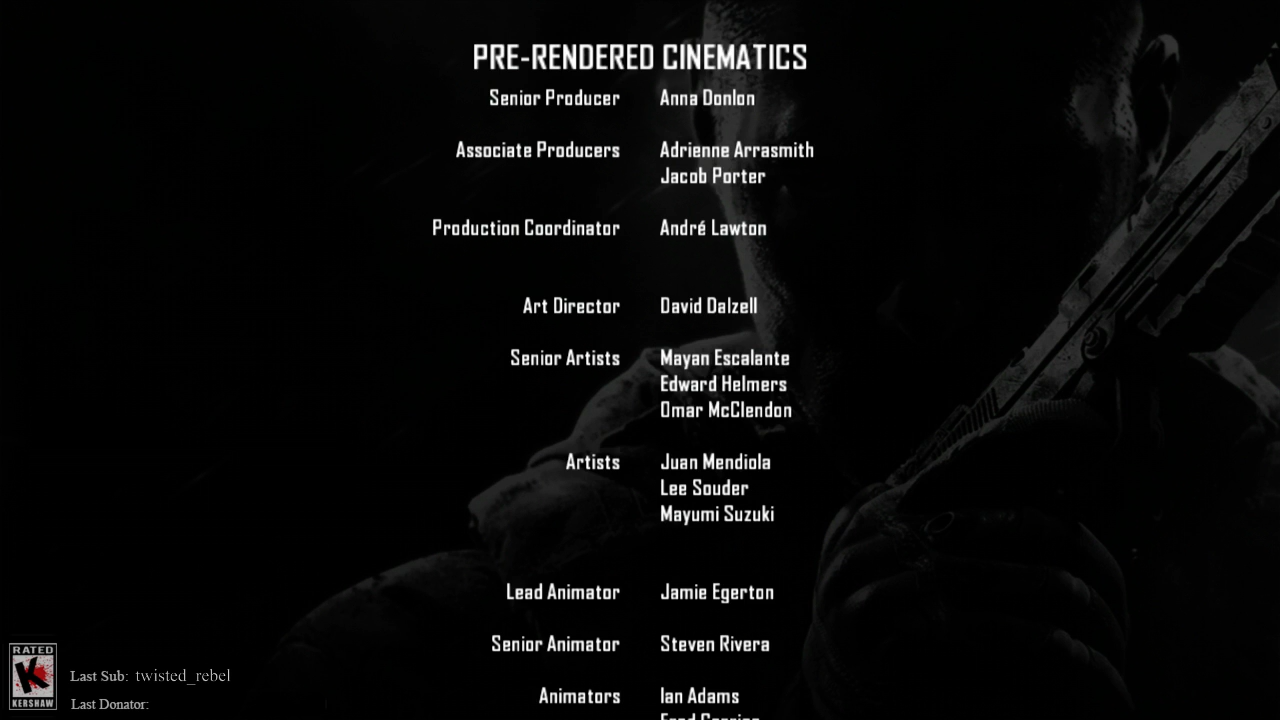 PRE-RENDERED CINEMATICS
Senior Producer Anna Donlon
Associate Producers Adrienne Arrasmith
Jacob Porter
Production Coordinator André Lawton
Art Director David Dalzell
Senior Artists Mayan Escalante
Edward Helmers
Omar McClendon
Artists Juan Mendiola
Lee Souder
Mayumi Suzuki
Lead Animator Jamie Egerton
Senior Animator Steven Rivera
Animators Ian Adams
RATED
K
KERSHAW
Last Sub: twisted_rebel
Last Donator: